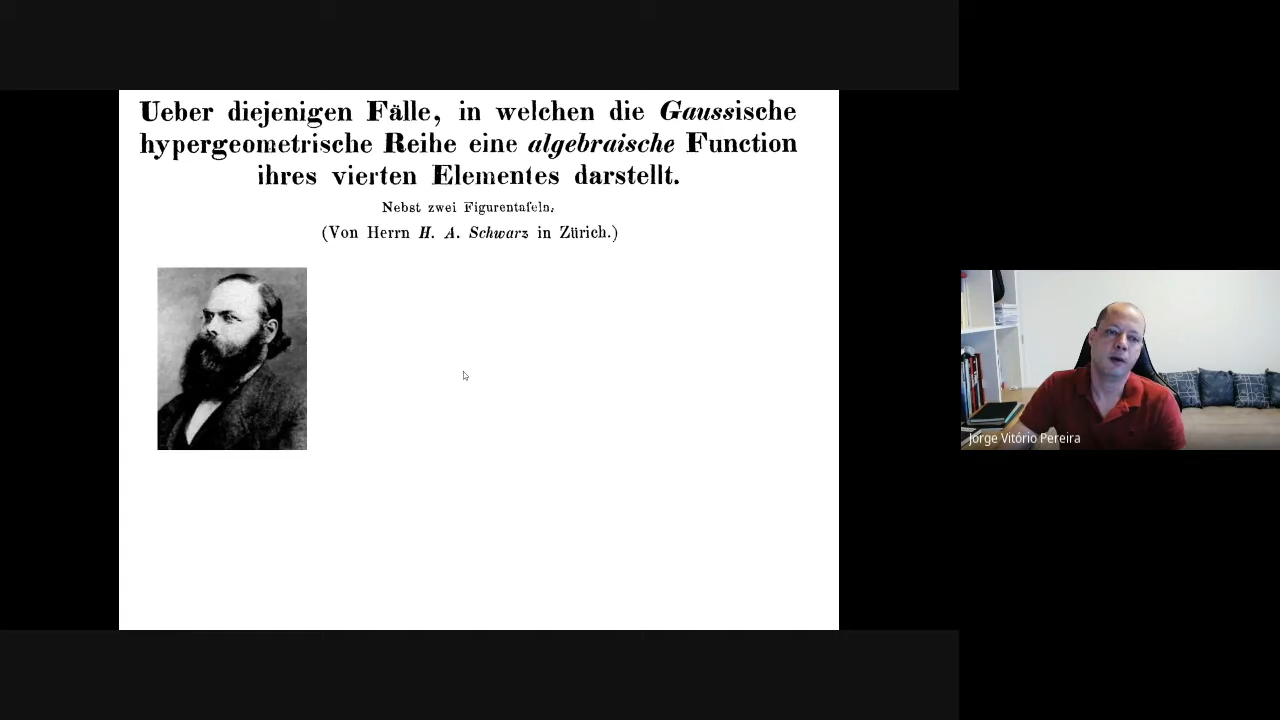 Ueber diejenigen Fälle, in welchen die Gaussische
hypergeometrische Reihe eine algebraische Function
ihres vierten Elementes darstellt.
Nebst zwei Figurentafeln.
(Von Herrn H. A. Schwarz in Zürich.)
Jorge Vitório Pereira